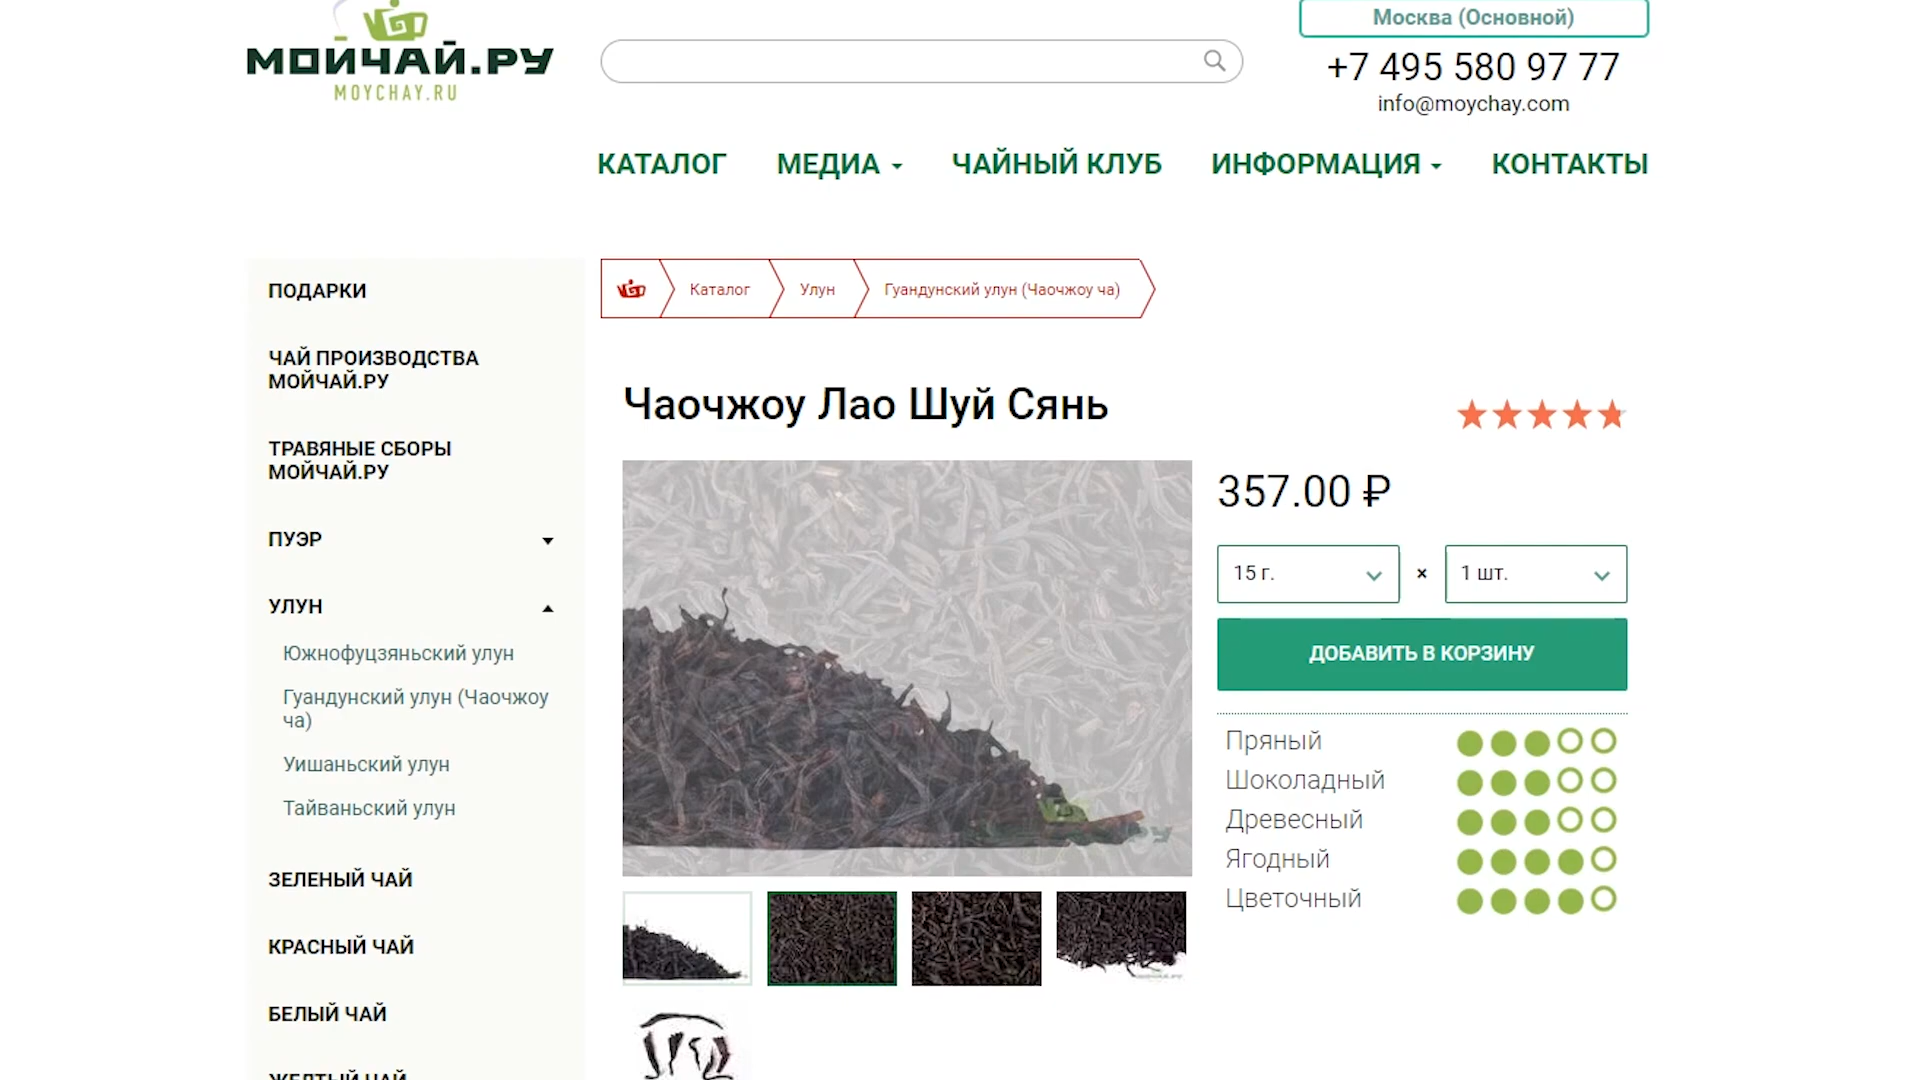 МОЙЧАЙ.РУ
MOYCHAY.RU
Москва (Основной)
+7 495 580 97 77
info@moychay.com
КАТАЛОГ
МЕДИА
ЧАЙНЫЙ КЛУБ
ИНФОРМАЦИЯ
КОНТАКТЫ
ПОДАРКИ
ЧАЙ ПРОИЗВОДСТВА
МОЙЧАЙ.РУ
ТРАВЯНЫЕ СБОРЫ
МОЙЧАЙ.РУ
ПУЭР
УЛУН
Южнофуцзяньский улун
Гуандунский улун (Чаочжоу
ча)
Уишаньский улун
Тайваньский улун
ЗЕЛЕНЫЙ ЧАЙ
КРАСНЫЙ ЧАЙ
БЕЛЫЙ ЧАЙ
ЖЕЛТЫЙ ЧАЙ
Каталог
Улун
Гуандунский улун (Чаочжоу ча)
Чаочжоу Лао Шуй Сянь
357.00 ₽
15 г.
×
1 шт.
ДОБАВИТЬ В КОРЗИНУ
Пряный
Шоколадный
Древесный
Ягодный
Цветочный